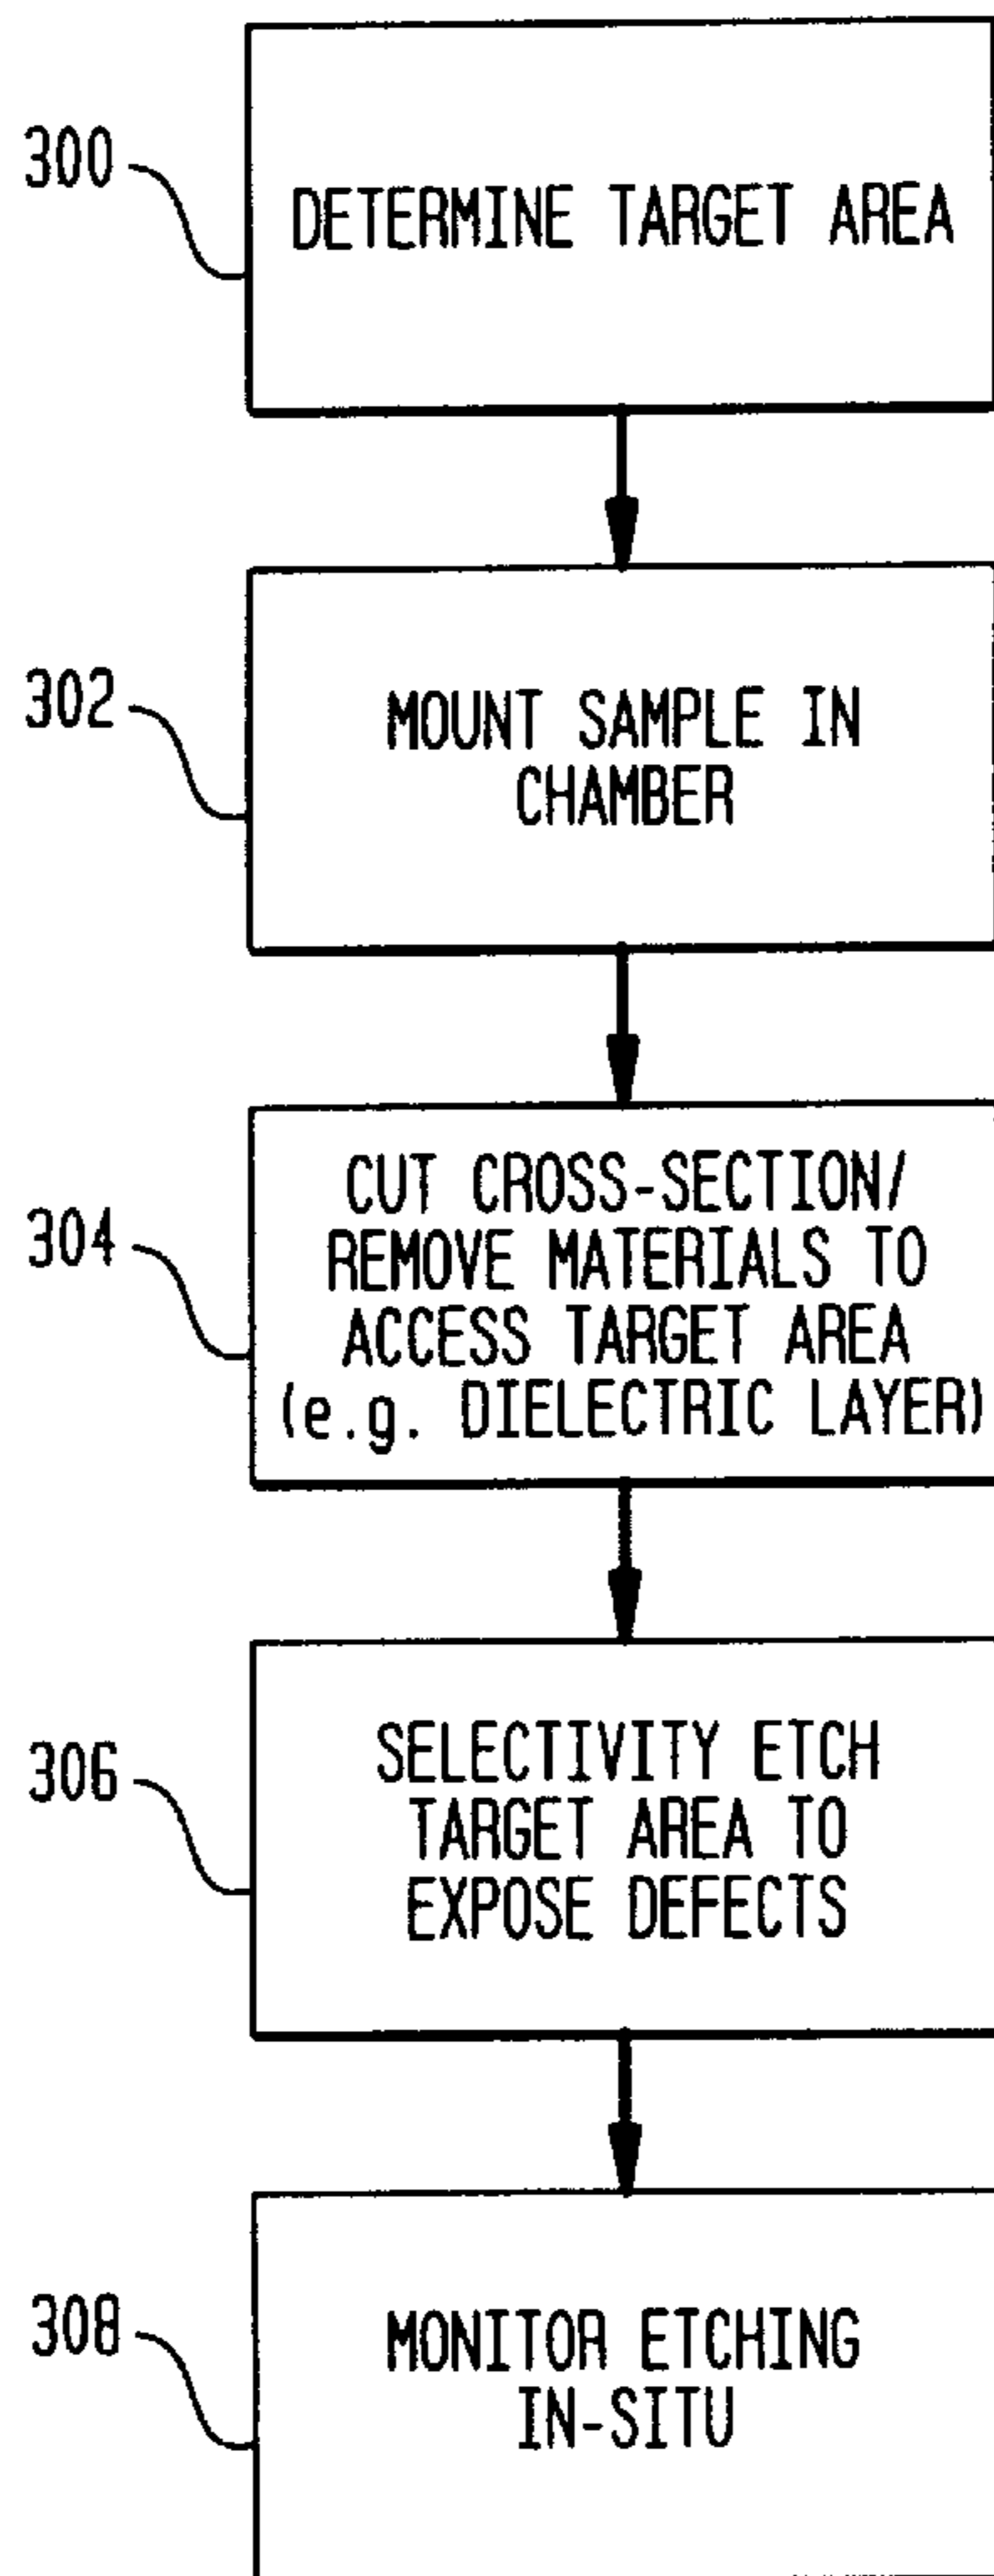 300
DETERMINE TARGET AREA
302
MOUNT SAMPLE IN
CHAMBER
304
CUT CROSS-SECTION/
REMOVE MATERIALS TO
ACCESS TARGET AREA
(e.g. DIELECTRIC LAYER)
306
SELECTIVITY ETCH
TARGET AREA TO
EXPOSE DEFECTS
308
MONITOR ETCHING
IN-SITU